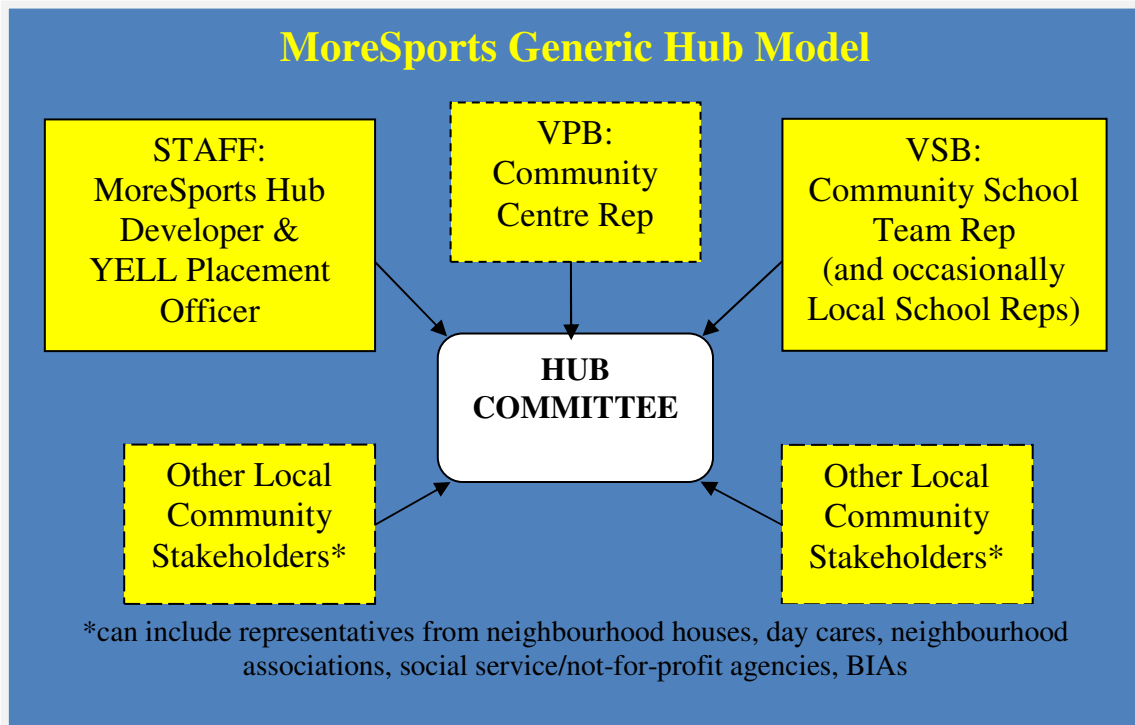 MoreSports Generic Hub Model
STAFF:
MoreSports Hub
Developer &
YELL Placement
Officer
VPB:
Community
Centre Rep
VSB:
Community School
Team Rep
(and occasionally
Local School Reps)
HUB
COMMITTEE
Other Local
Community
Stakeholders*
Other Local
Community
Stakeholders*
*can include representatives from neighbourhood houses, day cares, neighbourhood
associations, social service/not-for-profit agencies, BIAs